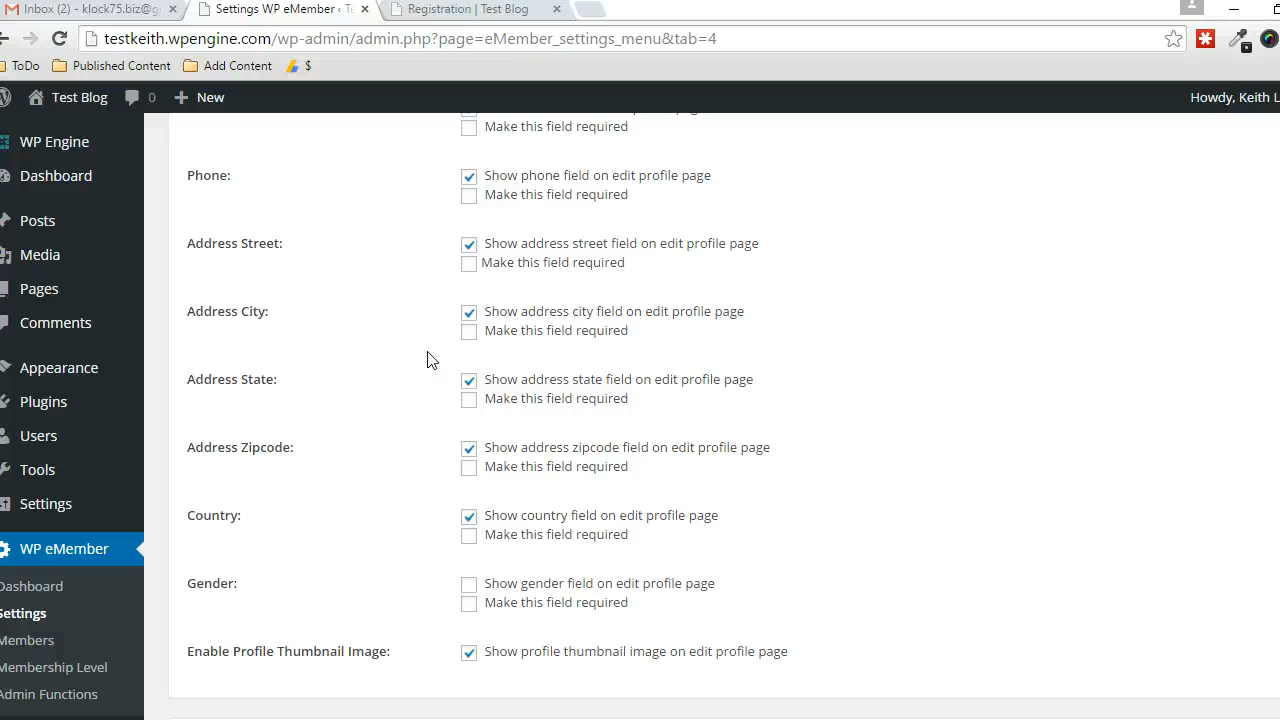 Inbox (2) - klock75.biz@g
Settings WP eMember ‹ Te
Registration | Test Blog
testkeith.wpengine.com/wp-admin/admin.php?page=eMember_settings_menu&tab=4
ToDo
Published Content
Add Content
$
Test Blog
0
New
Howdy, Keith L
WP Engine
Dashboard
Posts
Media
Pages
Comments
Appearance
Plugins
Users
Tools
Settings
WP eMember
Dashboard
Settings
Members
Membership Level
Admin Functions
Make this field required
Phone:
Show phone field on edit profile page
Make this field required
Address Street:
Show address street field on edit profile page
Make this field required
Address City:
Show address city field on edit profile page
Make this field required
Address State:
Show address state field on edit profile page
Make this field required
Address Zipcode:
Show address zipcode field on edit profile page
Make this field required
Country:
Show country field on edit profile page
Make this field required
Gender:
Show gender field on edit profile page
Make this field required
Enable Profile Thumbnail Image:
Show profile thumbnail image on edit profile page